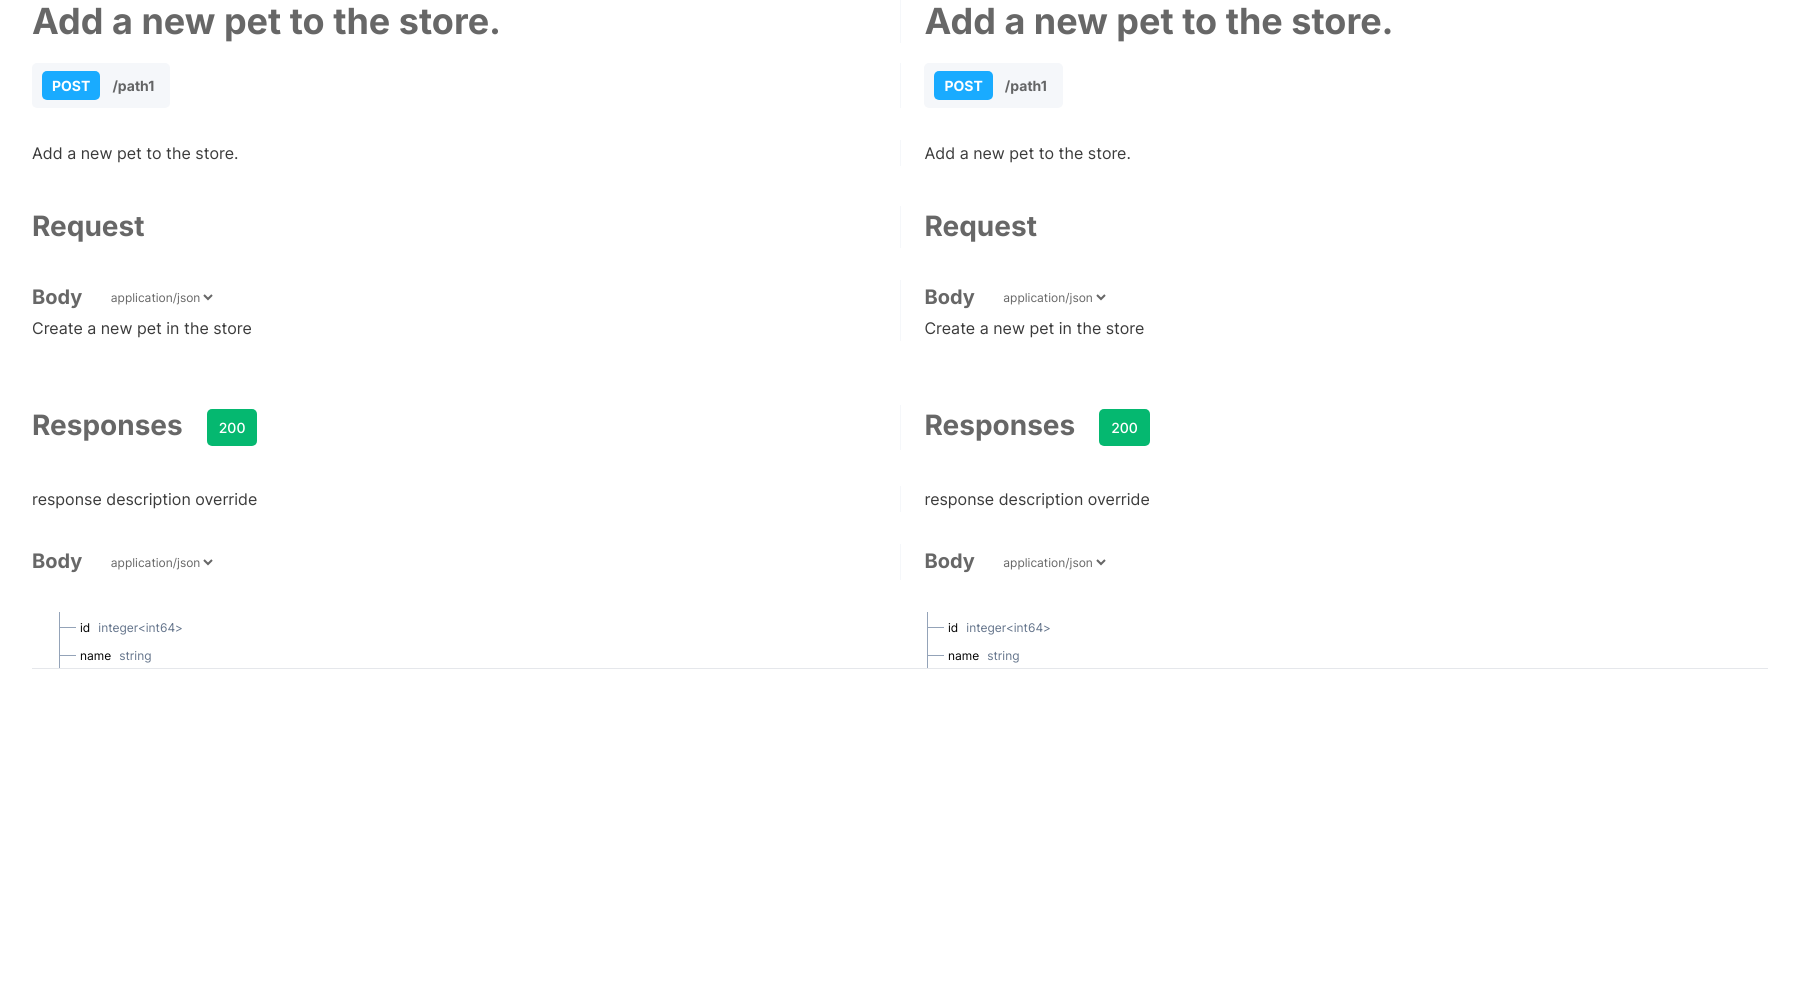 Add a new pet to the store.
POST /path1
Add a new pet to the store.
Request
Body application/json
Create a new pet in the store
Responses 200
response description override
Body application/json
id integer<int64>
name string
Add a new pet to the store.
POST /path1
Add a new pet to the store.
Request
Body application/json
Create a new pet in the store
Responses 200
response description override
Body application/json
id integer<int64>
name string